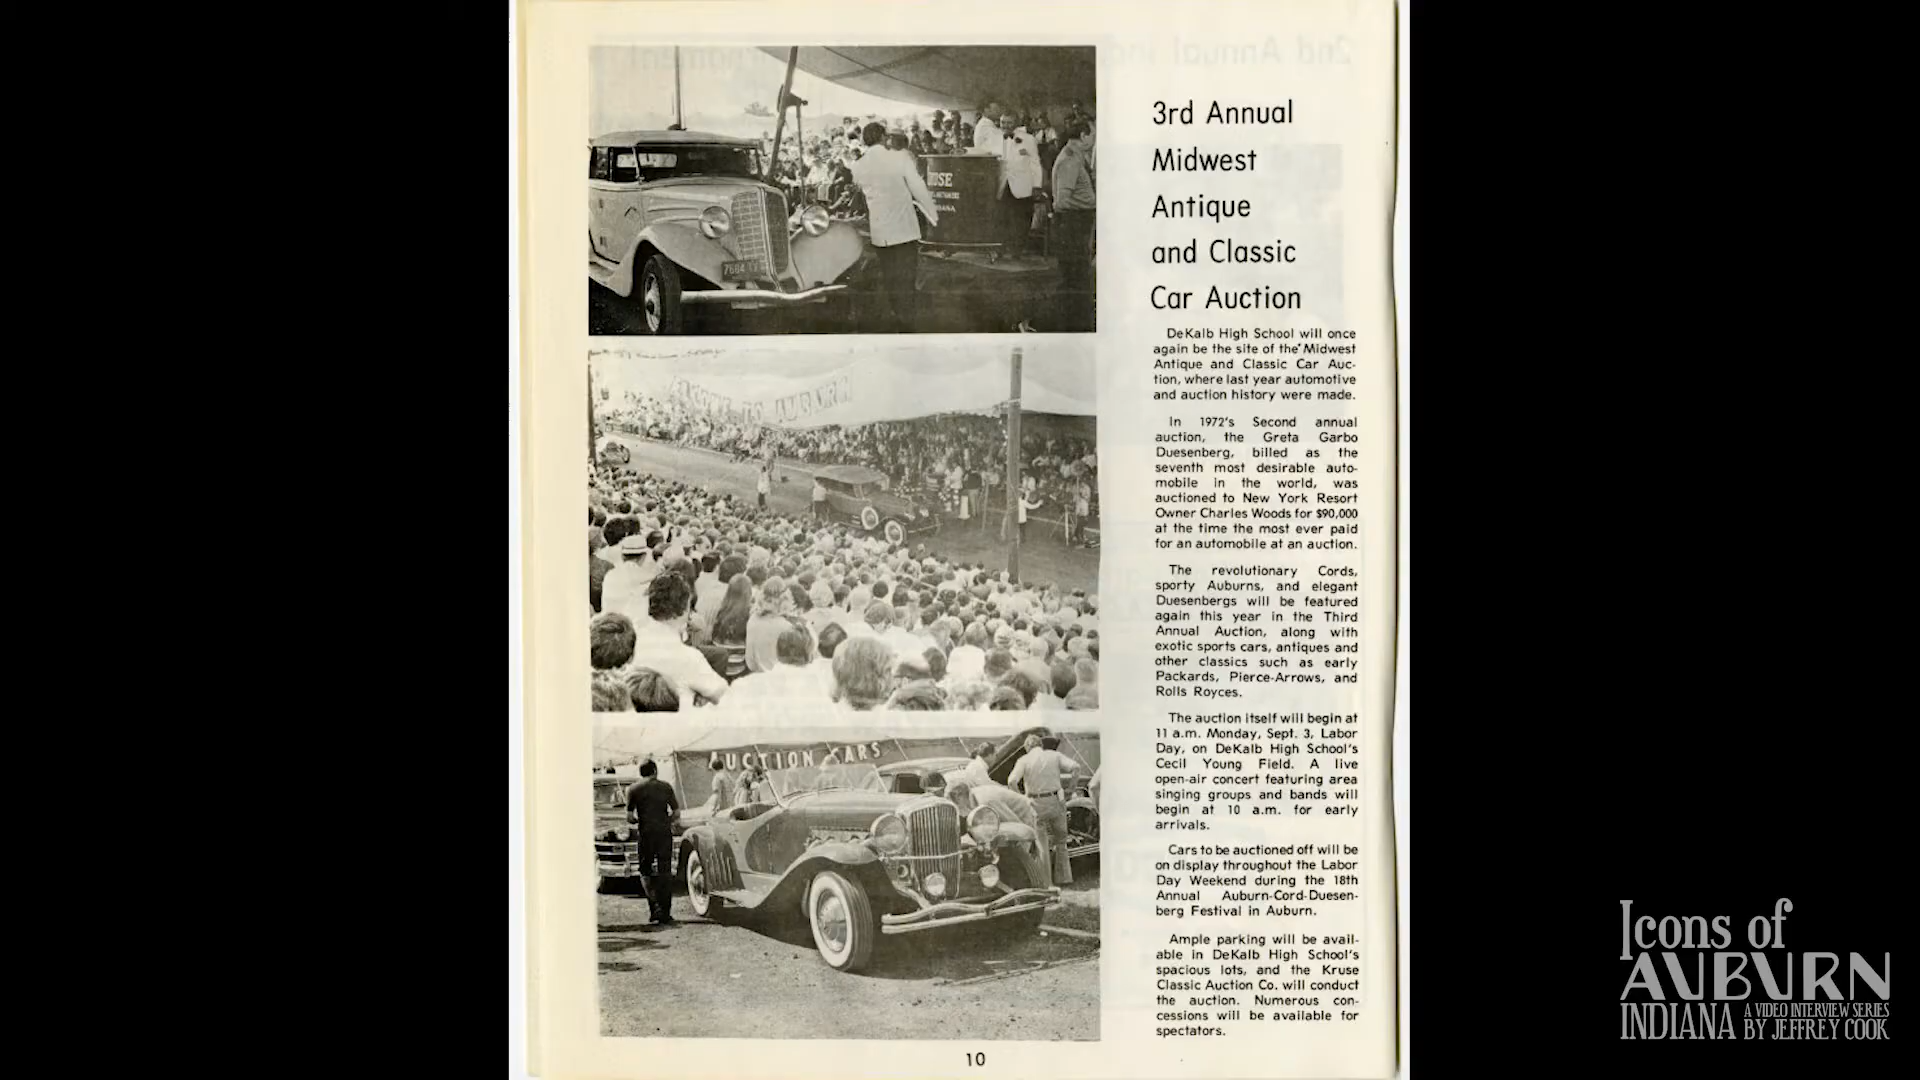 3rd Annual
Midwest
Antique
and Classic
Car Auction
DeKalb High School will once
again be the site of the Midwest
Antique and Classic Car Auc-
tion, where last year automotive
and auction history were made.
In 1972's Second annual
auction, the Greta Garbo
Duesenberg, billed as the
seventh most desirable auto-
mobile in the world, was
auctioned to New York Resort
Owner Charles Woods for $90,000
at the time the most ever paid
for an automobile at an auction.
The revolutionary Cords,
sporty Auburns, and elegant
Duesenbergs will be featured
again this year in the Third
Annual Auction, along with
exotic sports cars, antiques and
other classics such as early
Packards, Pierce-Arrows, and
Rolls Royces.
The auction itself will begin at
11 a.m. Monday, Sept. 3, Labor
Day, on DeKalb High School's
Cecil Young Field. A live
open-air concert featuring area
singing groups and bands will
begin at 10 a.m. for early
arrivals.
Cars to be auctioned off will be
on display throughout the Labor
Day Weekend during the 18th
Annual Auburn-Cord-Duesen-
berg Festival in Auburn.
Ample parking will be avail-
able in DeKalb High School's
spacious lots, and the Kruse
Classic Auction Co. will conduct
the auction. Numerous con-
cessions will be available for
spectators.
TO AUBURN
AUCTION CARS
10
Icons of
AUBURN
INDIANA A VIDEO INTERVIEW SERIES
BY JEFFREY COOK